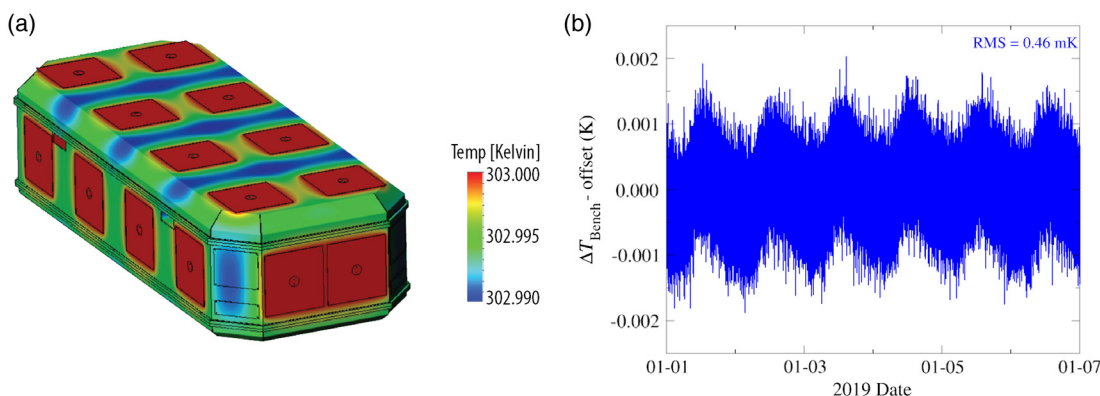 (a)
Temp [Kelvin]
303.000
302.995
302.990
(b)
RMS = 0.46 mK
0.002
0.001
0.000
-0.001
-0.002
ΔT_Bench - offset (K)
01-01 01-03 01-05 01-07
2019 Date